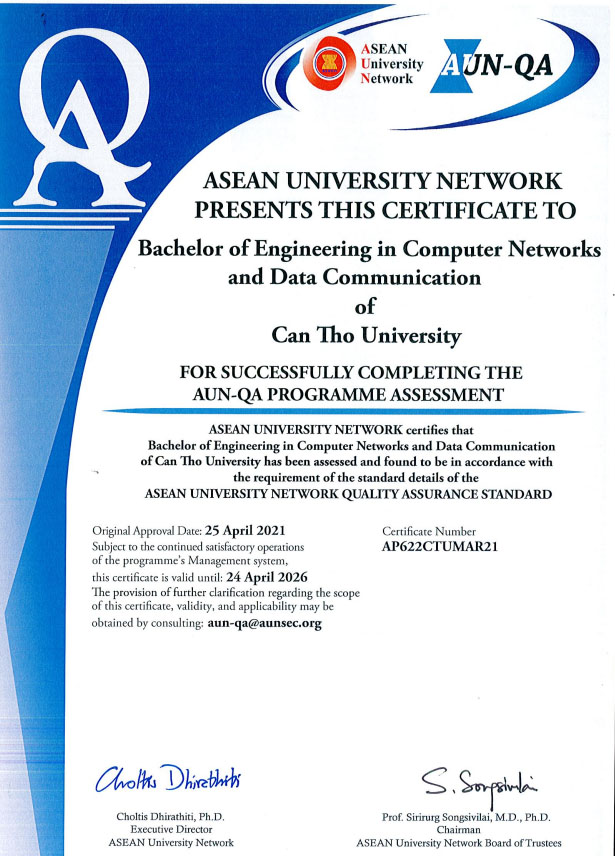 QA
ASEAN
University
Network
AUN-QA
ASEAN UNIVERSITY NETWORK
PRESENTS THIS CERTIFICATE TO
Bachelor of Engineering in Computer Networks
and Data Communication
of
Can Tho University
FOR SUCCESSFULLY COMPLETING THE
AUN-QA PROGRAMME ASSESSMENT
ASEAN UNIVERSITY NETWORK certifies that
Bachelor of Engineering in Computer Networks and Data Communication
of Can Tho University has been assessed and found to be in accordance with
the requirement of the standard details of the
ASEAN UNIVERSITY NETWORK QUALITY ASSURANCE STANDARD
Original Approval Date: 25 April 2021
Subject to the continued satisfactory operations
of the programme's Management system,
this certificate is valid until: 24 April 2026
The provision of further clarification regarding the scope
of this certificate, validity, and applicability may be
obtained by consulting: aun-qa@aunsec.org
Certificate Number
AP622CTUMAR21
Choltis Dhirathiti
S. Songsivilai
Choltis Dhirathiti, Ph.D.
Executive Director
ASEAN University Network
Prof. Sirirurg Songsivilai, M.D., Ph.D.
Chairman
ASEAN University Network Board of Trustees